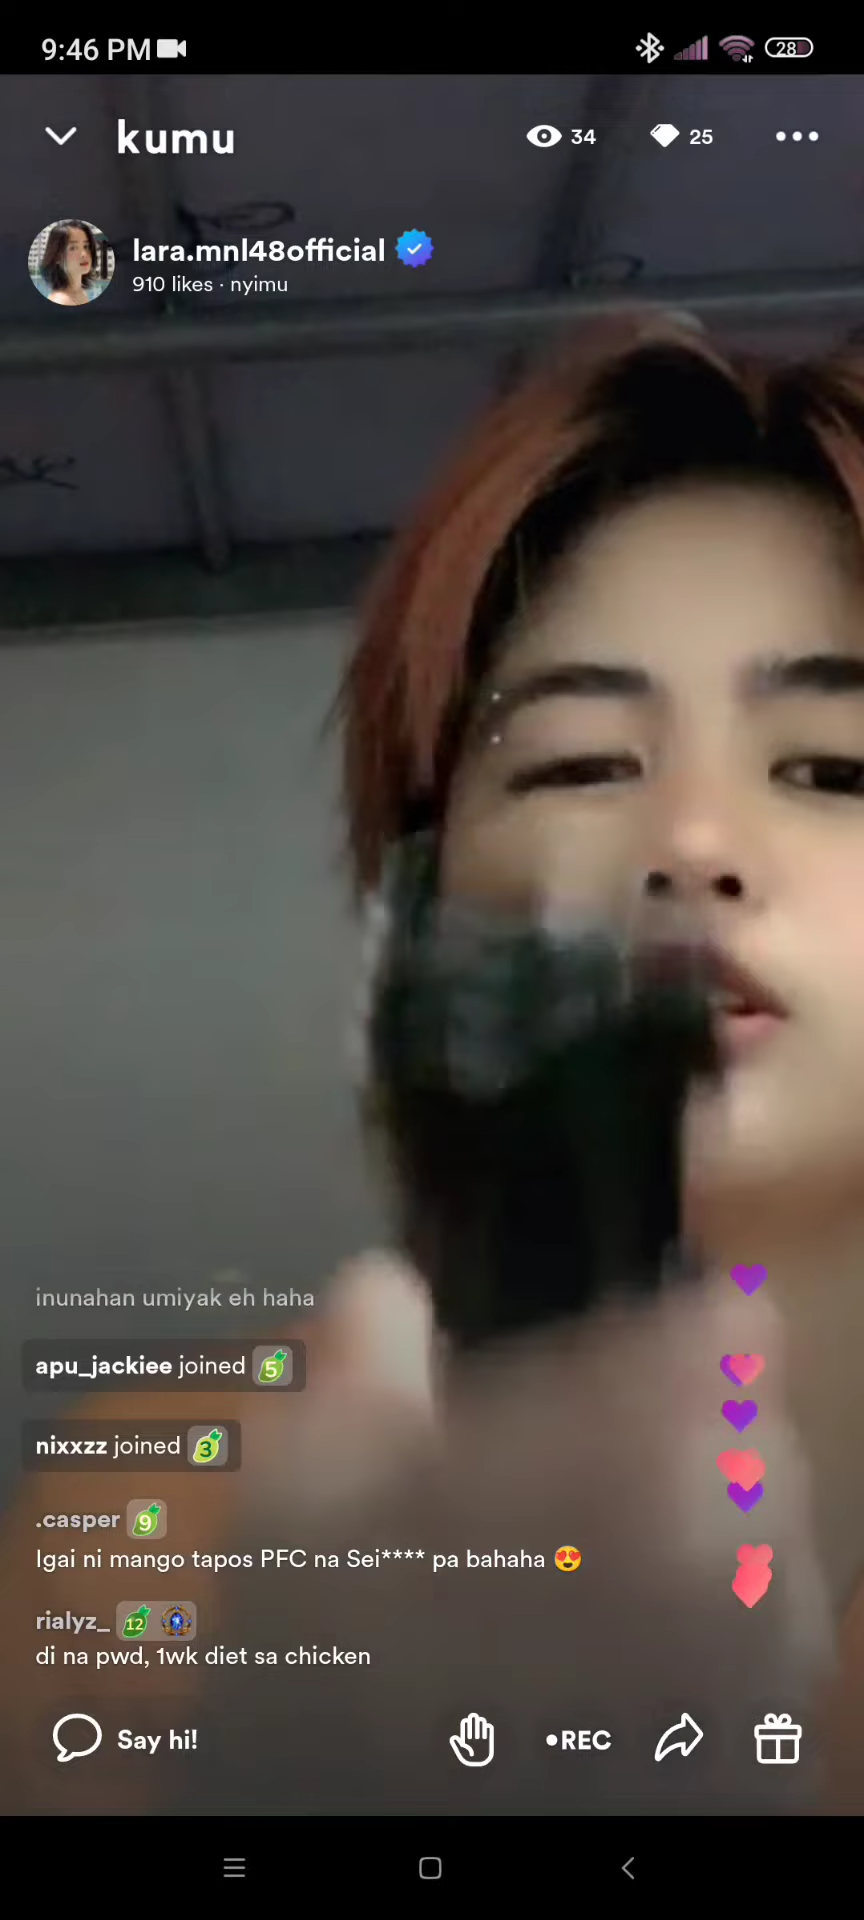 9:46 PM
28
kumu
34
25
lara.mnl48official
910 likes · nyimu
inunahan umiyak eh haha
apu_jackiee joined 5
nixxzz joined 3
.casper 9
Igai ni mango tapos PFC na Sei**** pa bahaha 😍
rialyz_ 12
di na pwd, 1wk diet sa chicken
Say hi!
•REC